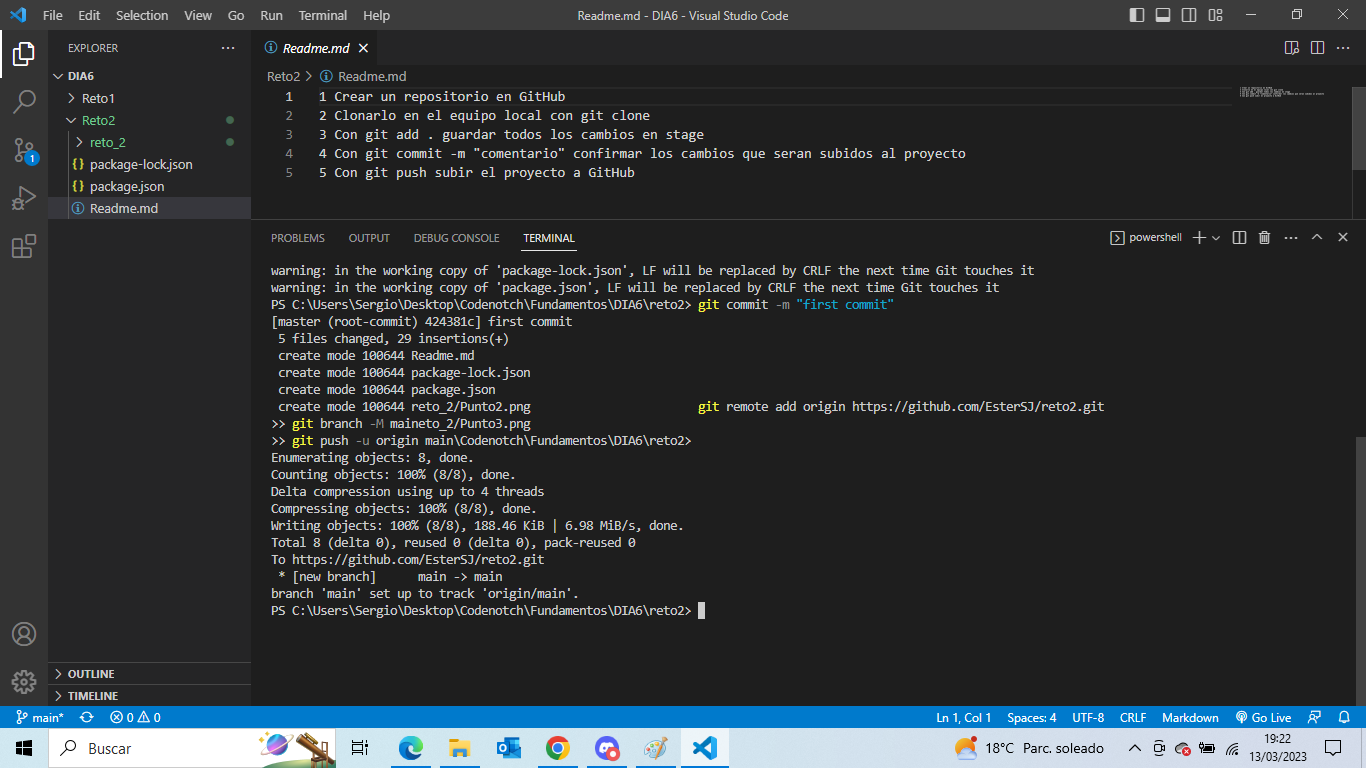 File Edit Selection View Go Run Terminal Help Readme.md - DIA6 - Visual Studio Code
EXPLORER
DIA6
Reto1
Reto2
reto_2
package-lock.json
package.json
Readme.md
OUTLINE
TIMELINE
1
Readme.md
Reto2 > Readme.md
1 1 Crear un repositorio en GitHub
2 2 Clonarlo en el equipo local con git clone
3 3 Con git add . guardar todos los cambios en stage
4 4 Con git commit -m "comentario" confirmar los cambios que seran subidos al proyecto
5 5 Con git push subir el proyecto a GitHub
PROBLEMS OUTPUT DEBUG CONSOLE TERMINAL powershell
warning: in the working copy of 'package-lock.json', LF will be replaced by CRLF the next time Git touches it
warning: in the working copy of 'package.json', LF will be replaced by CRLF the next time Git touches it
PS C:\Users\Sergio\Desktop\Codenotch\Fundamentos\DIA6\reto2> git commit -m "first commit"
[master (root-commit) 424381c] first commit
5 files changed, 29 insertions(+)
create mode 100644 Readme.md
create mode 100644 package-lock.json
create mode 100644 package.json
create mode 100644 reto_2/Punto2.png git remote add origin https://github.com/EsterSJ/reto2.git
>> git branch -M maineto_2/Punto3.png
>> git push -u origin main\Codenotch\Fundamentos\DIA6\reto2>
Enumerating objects: 8, done.
Counting objects: 100% (8/8), done.
Delta compression using up to 4 threads
Compressing objects: 100% (8/8), done.
Writing objects: 100% (8/8), 188.46 KiB | 6.98 MiB/s, done.
Total 8 (delta 0), reused 0 (delta 0), pack-reused 0
To https://github.com/EsterSJ/reto2.git
* [new branch] main -> main
branch 'main' set up to track 'origin/main'.
PS C:\Users\Sergio\Desktop\Codenotch\Fundamentos\DIA6\reto2>
main* 0 0 Ln 1, Col 1 Spaces: 4 UTF-8 CRLF Markdown Go Live
Buscar 18°C Parc. soleado 19:22
13/03/2023